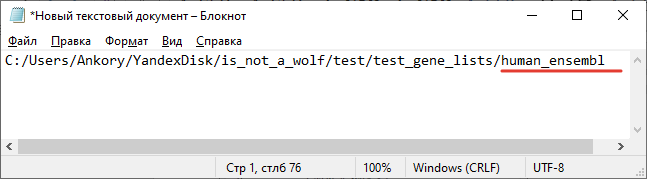 *Новый текстовый документ – Блокнот
Файл Правка Формат Вид Справка
C:/Users/Ankory/YandexDisk/is_not_a_wolf/test/test_gene_lists/human_ensembl
Стр 1, стлб 76 100% Windows (CRLF) UTF-8